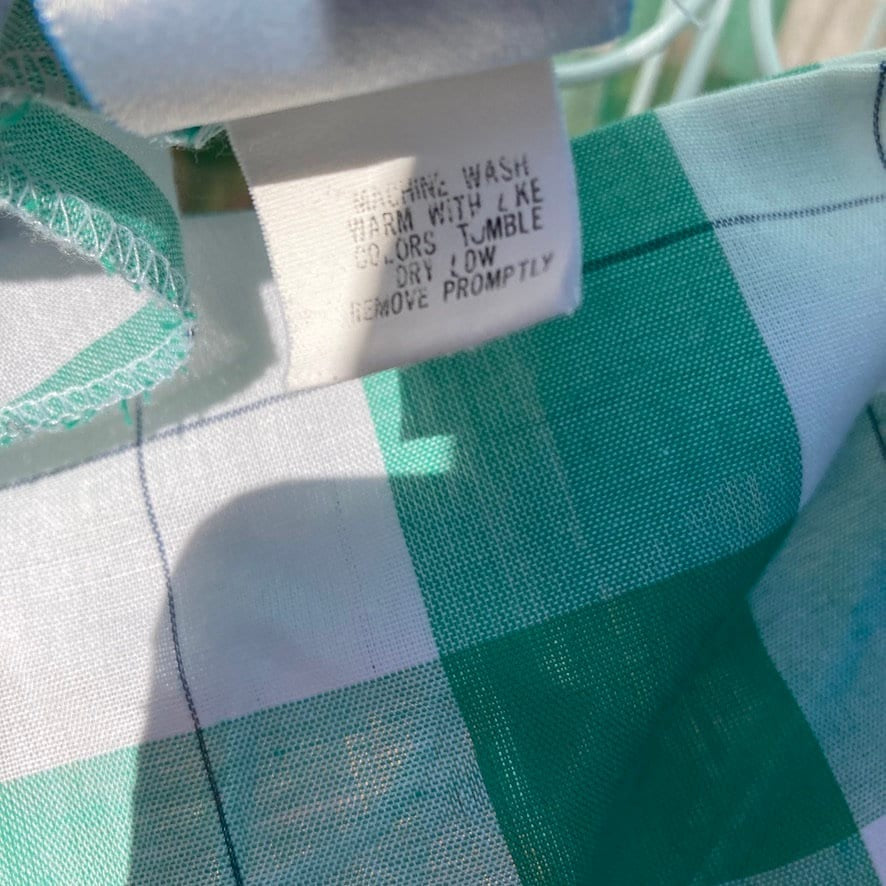 MACHINE WASH
WARM WITH LIKE
COLORS TUMBLE
DRY LOW
REMOVE PROMPTLY